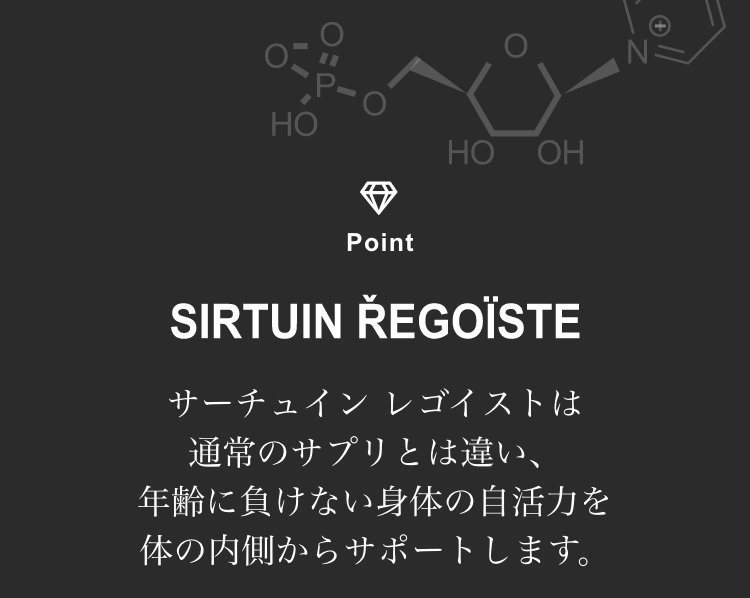 O⁻ O
P
O
HO
O
N
⊕
HO OH
Point
SIRTUIN ŘEGOÏSTE
サーチュイン レゴイストは
通常のサプリとは違い、
年齢に負けない身体の自活力を
体の内側からサポートします。